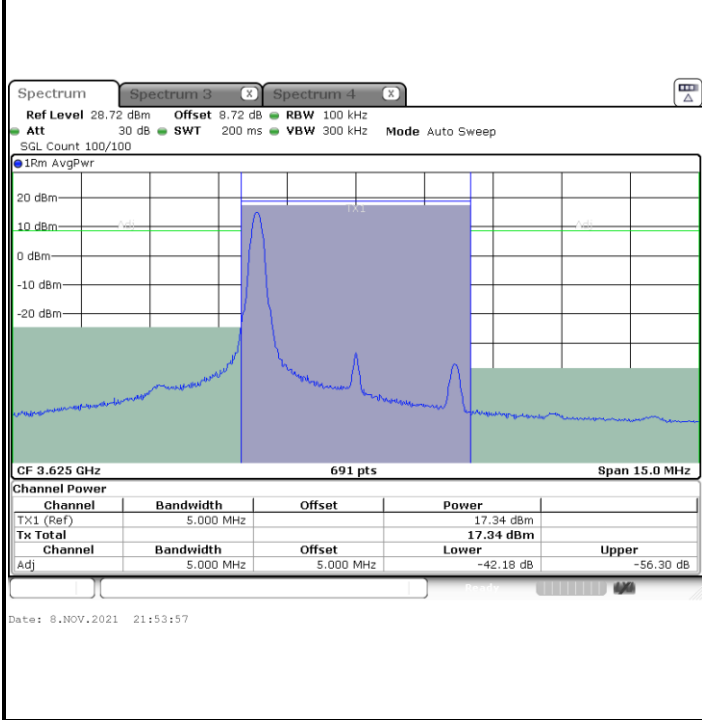 Spectrum Spectrum 3 X Spectrum 4 X
Ref Level 28.72 dBm Offset 8.72 dB RBW 100 kHz
Att 30 dB SWT 200 ms VBW 300 kHz Mode Auto Sweep
SGL Count 100/100
1Rm AvgPwr
20 dBm
TX1
10 dBm Adj Adj
0 dBm
-10 dBm
-20 dBm
CF 3.625 GHz 691 pts Span 15.0 MHz
Channel Power
Channel Bandwidth Offset Power
TX1 (Ref) 5.000 MHz 17.34 dBm
Tx Total 17.34 dBm
Channel Bandwidth Offset Lower Upper
Adj 5.000 MHz 5.000 MHz -42.18 dB -56.30 dB
Ready
Date: 8.NOV.2021 21:53:57